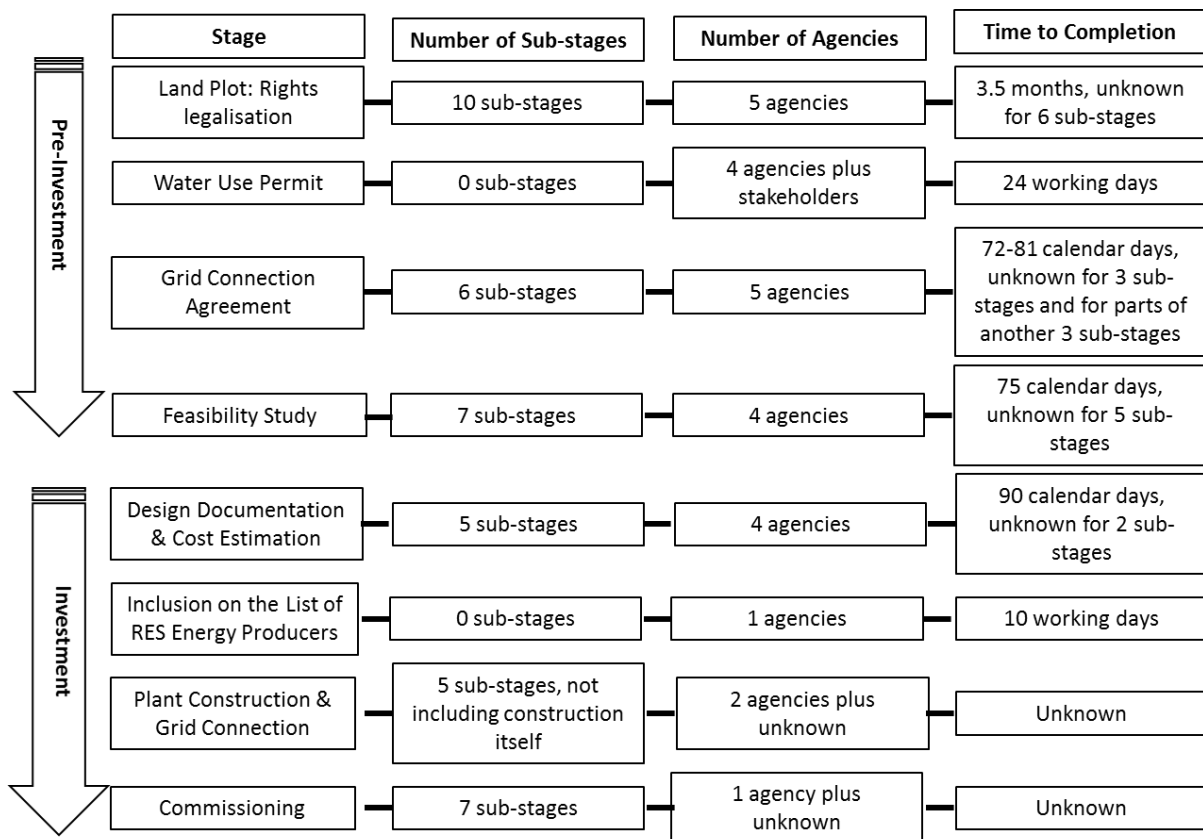 Stage
Number of Sub-stages
Number of Agencies
Time to Completion
Pre-Investment
Land Plot: Rights
legalisation
10 sub-stages
5 agencies
3.5 months, unknown
for 6 sub-stages
Water Use Permit
0 sub-stages
4 agencies plus
stakeholders
24 working days
Grid Connection
Agreement
6 sub-stages
5 agencies
72-81 calendar days,
unknown for 3 sub-
stages and for parts of
another 3 sub-stages
Feasibility Study
7 sub-stages
4 agencies
75 calendar days,
unknown for 5 sub-
stages
Investment
Design Documentation
& Cost Estimation
5 sub-stages
4 agencies
90 calendar days,
unknown for 2 sub-
stages
Inclusion on the List of
RES Energy Producers
0 sub-stages
1 agencies
10 working days
Plant Construction &
Grid Connection
5 sub-stages, not
including construction
itself
2 agencies plus
unknown
Unknown
Commissioning
7 sub-stages
1 agency plus
unknown
Unknown